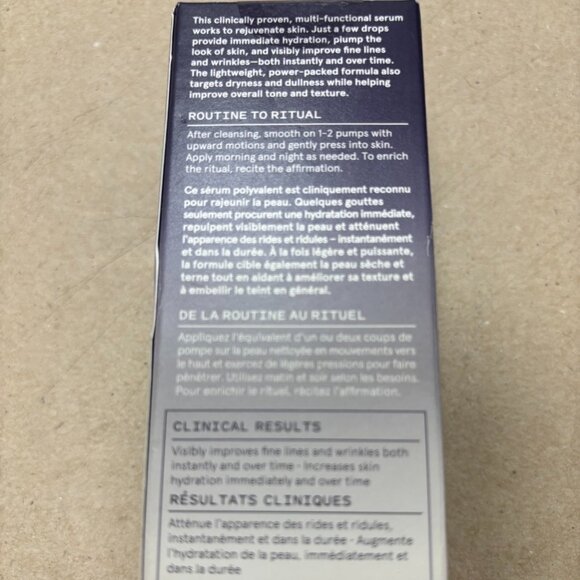 This clinically proven, multi-functional serum
works to rejuvenate skin. Just a few drops
provide immediate hydration, plump the
look of skin, and visibly improve fine lines
and wrinkles—both instantly and over time.
The lightweight, power-packed formula also
targets dryness and dullness while helping
improve overall tone and texture.
ROUTINE TO RITUAL
After cleansing, smooth on 1-2 pumps with
upward motions and gently press into skin.
Apply morning and night as needed. To enrich
the ritual, recite the affirmation.
Ce sérum polyvalent est cliniquement reconnu
pour rajeunir la peau. Quelques gouttes
seulement procurent une hydratation immédiate,
repulpent visiblement la peau et atténuent
l'apparence des rides et ridules – instantanément
et dans la durée. À la fois légère et puissante,
la formule cible également la peau sèche et
terne tout en aidant à améliorer sa texture et
à embellir le teint en général.
DE LA ROUTINE AU RITUEL
Appliquez l'équivalent d'un ou deux coups de
pompe sur la peau nettoyée en mouvements vers
le haut et exercez de légères pressions pour faire
pénétrer. Utilisez matin et soir selon les besoins.
Pour enrichir le rituel, récitez l'affirmation.
CLINICAL RESULTS
Visibly improves fine lines and wrinkles both
instantly and over time · Increases skin
hydration immediately and over time
RÉSULTATS CLINIQUES
Atténue l'apparence des rides et ridules,
instantanément et dans la durée · Augmente
l'hydratation de la peau, immédiatement et
dans la durée